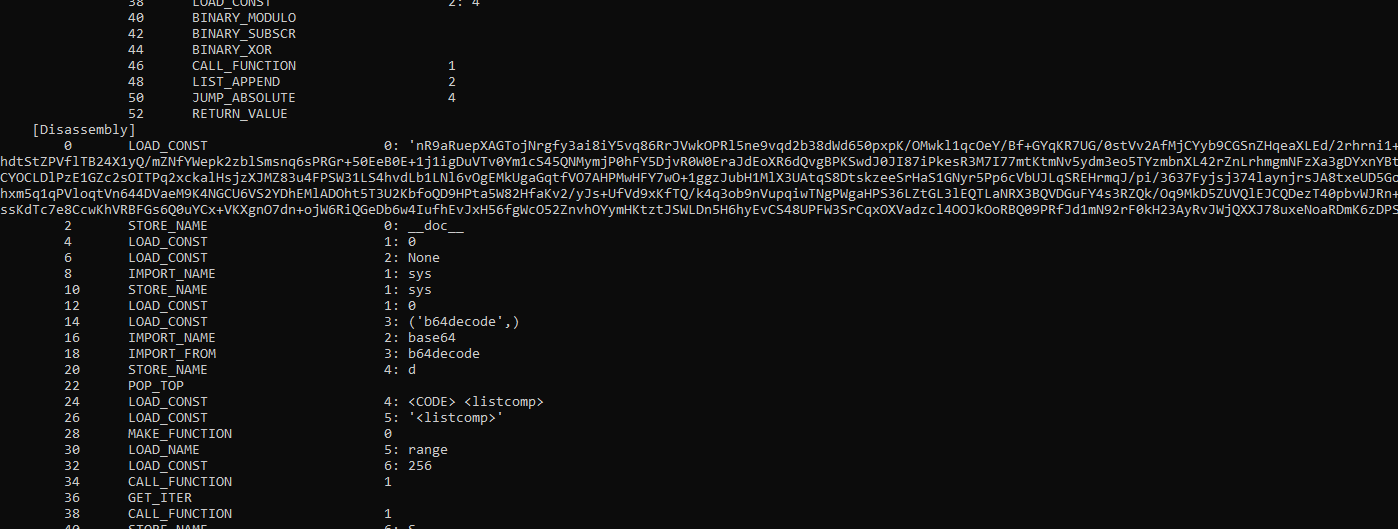 38 LOAD_CONST 2: 4
40 BINARY_MODULO
42 BINARY_SUBSCR
44 BINARY_XOR
46 CALL_FUNCTION 1
48 LIST_APPEND 2
50 JUMP_ABSOLUTE 4
52 RETURN_VALUE
[Disassembly]
0 LOAD_CONST 0: 'nR9aRuepXAGTojNrgfy3ai8iY5vq86RrJVwkOPRl5ne9vqd2b38dWd650pxpK/OMwkl1qcOeY/Bf+GYqKR7UG/0stVv2AfMjCYyb9CGSnZHqeaXLEd/2rhrni1+
hdtStZPVflTB24X1yQ/mZNfYWepk2zblSmsnq6sPRGr+50EeB0E+1j1igDuVTv0Ym1cS45QNMymjP0hFY5DjvR0W0EraJdEoXR6dQvgBPKSwdJ0JI87iPkesR3M7I77mtKtmNv5ydm3eo5TYzmbnXL42rZnLrhmgmNFzXa3gDYxnYBt
CYOCLDlPzE1GZc2sOITPq2xckalHsjzXJMZ83u4FPSW31LS4hvdLb1LNl6vOgEMkUgaGqtfVO7AHPMwHFY7wO+1ggzJubH1MlX3UAtqS8DtskzeeSrHaS1GNyr5Pp6cVbUJLqSREHrmqJ/pi/3637Fyjsj374laynjrsJA8txeUD5Gc
hxm5q1qPVloqtVn644DVaeM9K4NGCU6VS2YDhEMlADOht5T3U2KbfoQD9HPta5W82HfaKv2/yJs+UfVd9xKfTQ/k4q3ob9nVupqiwTNgPWgaHPS36LZtGL3lEQTLaNRX3BQVDGuFY4s3RZQk/Oq9MkD5ZUVQlEJCQDezT40pbvWJRn+
ssKdTc7e8CcwKhVRBFGs6Q0uYCx+VKXgnO7dn+ojW6RiQGeDb6w4IufhEvJxH56fgWcO52ZnvhOYymHKtztJSWLDn5H6hyEvCS48UPFW3SrCqxOXVadzcl4OOJkOoRBQ09PRfJd1mN92rF0kH23AyRvJWjQXXJ78uxeNoaRDmK6zDPS
2 STORE_NAME 0: __doc__
4 LOAD_CONST 1: 0
6 LOAD_CONST 2: None
8 IMPORT_NAME 1: sys
10 STORE_NAME 1: sys
12 LOAD_CONST 1: 0
14 LOAD_CONST 3: ('b64decode',)
16 IMPORT_NAME 2: base64
18 IMPORT_FROM 3: b64decode
20 STORE_NAME 4: d
22 POP_TOP
24 LOAD_CONST 4: <CODE> <listcomp>
26 LOAD_CONST 5: '<listcomp>'
28 MAKE_FUNCTION 0
30 LOAD_NAME 5: range
32 LOAD_CONST 6: 256
34 CALL_FUNCTION 1
36 GET_ITER
38 CALL_FUNCTION 1
40 STORE_NAME 6: S